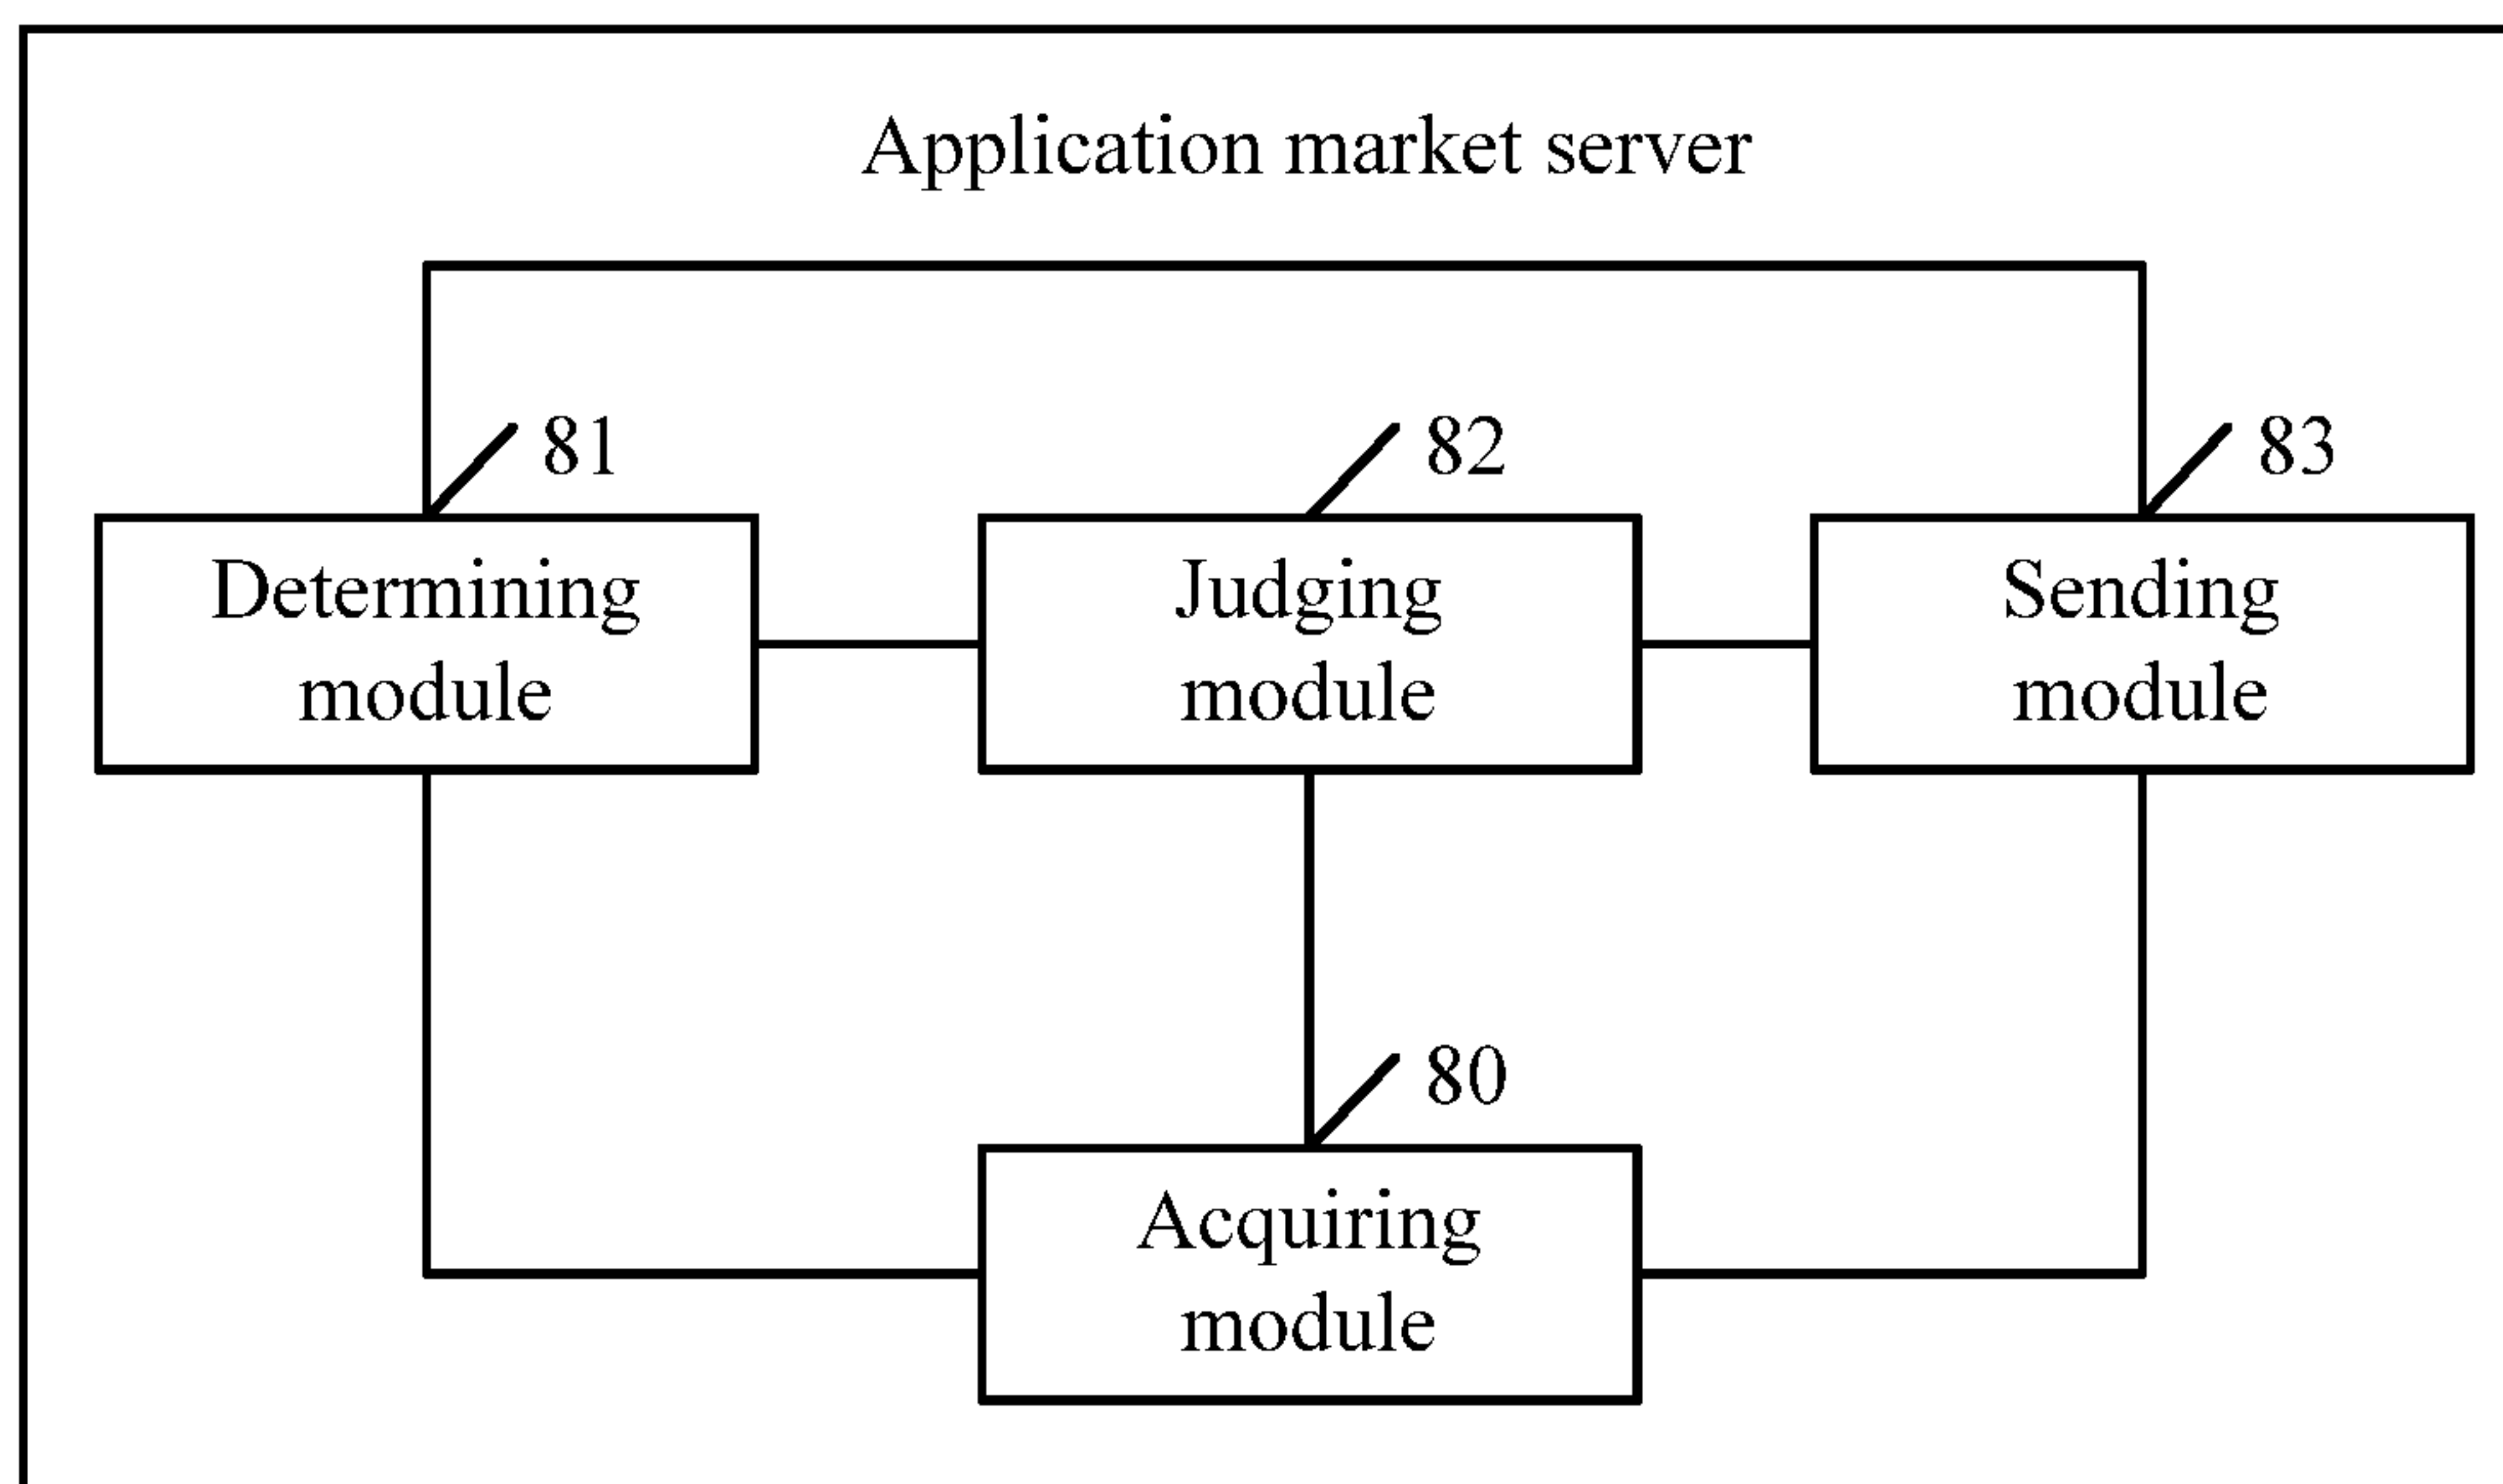 Application market server
81
82
83
Determining
module
Judging
module
Sending
module
80
Acquiring
module